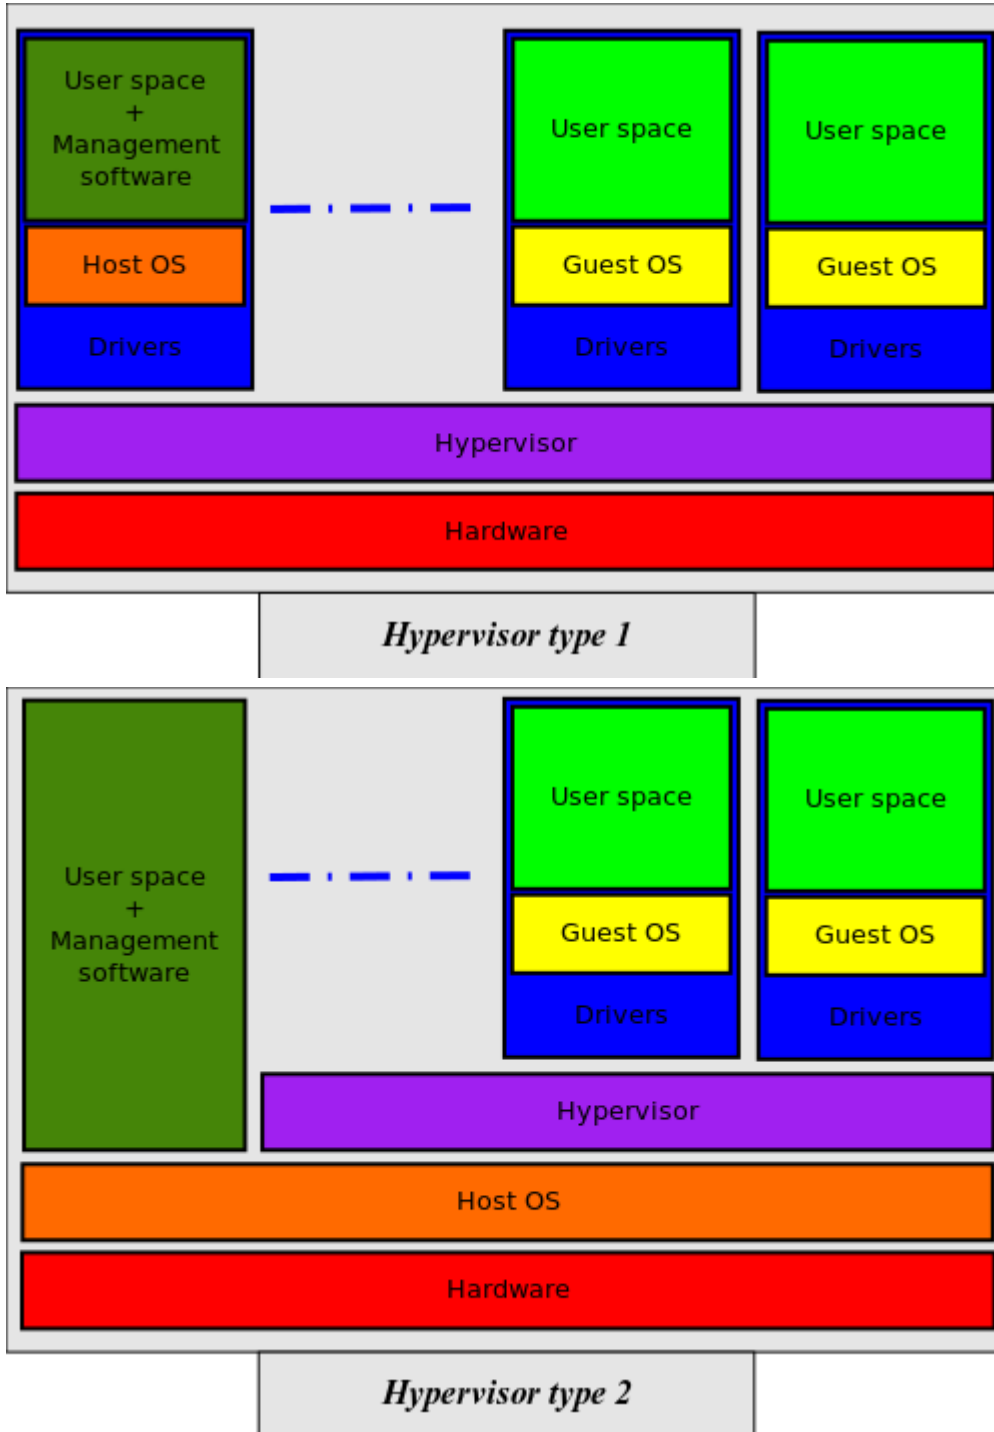 User space
+
Management
software
User space
User space
Host OS
Guest OS
Guest OS
Drivers
Drivers
Drivers
Hypervisor
Hardware
Hypervisor type 1
User space
+
Management
software
User space
User space
Guest OS
Guest OS
Drivers
Drivers
Hypervisor
Host OS
Hardware
Hypervisor type 2